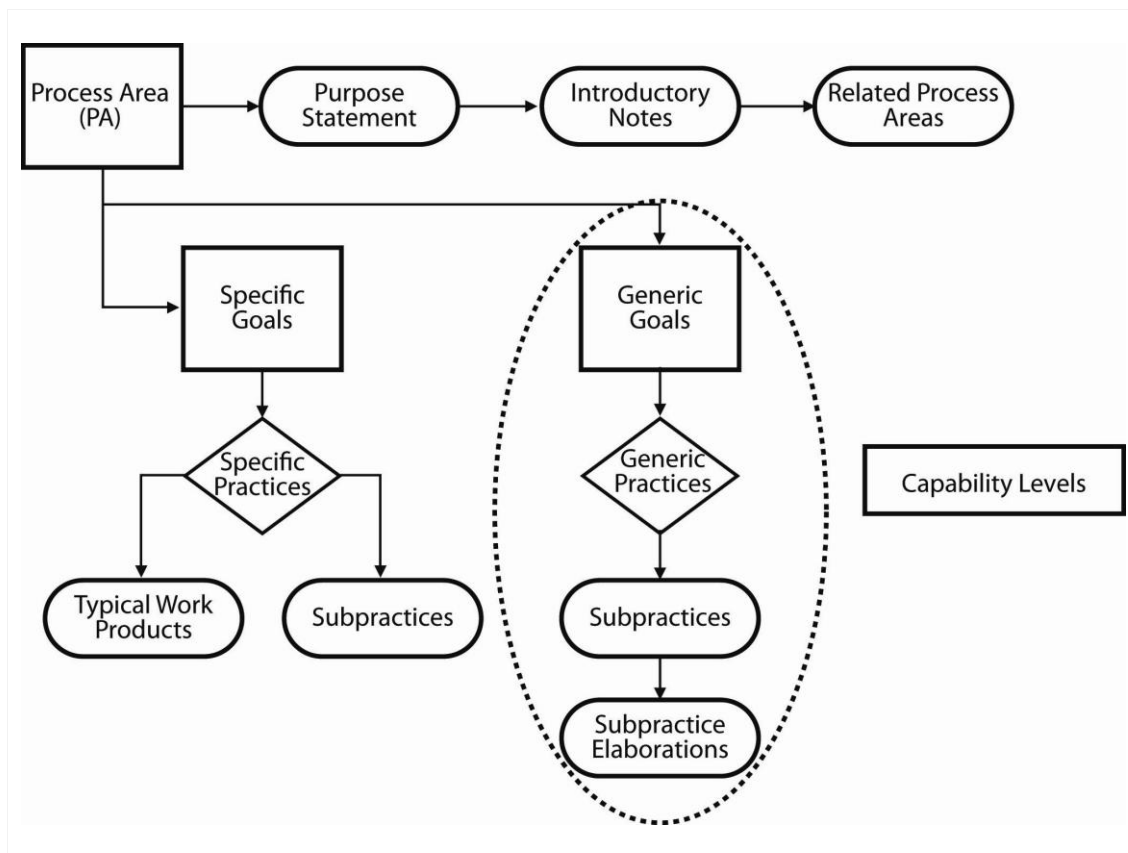 Process Area
(PA)
Purpose
Statement
Introductory
Notes
Related Process
Areas
Specific
Goals
Generic
Goals
Specific
Practices
Generic
Practices
Capability Levels
Typical Work
Products
Subpractices
Subpractices
Subpractice
Elaborations